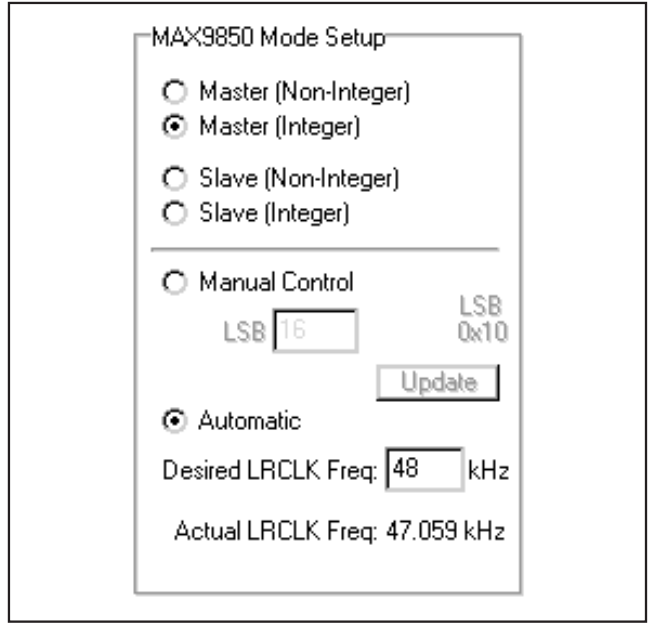 MAX9850 Mode Setup
Master (Non-Integer)
Master (Integer)
Slave (Non-Integer)
Slave (Integer)
Manual Control
LSB 16 LSB
0x10
Update
Automatic
Desired LRCLK Freq: 48 kHz
Actual LRCLK Freq: 47.059 kHz